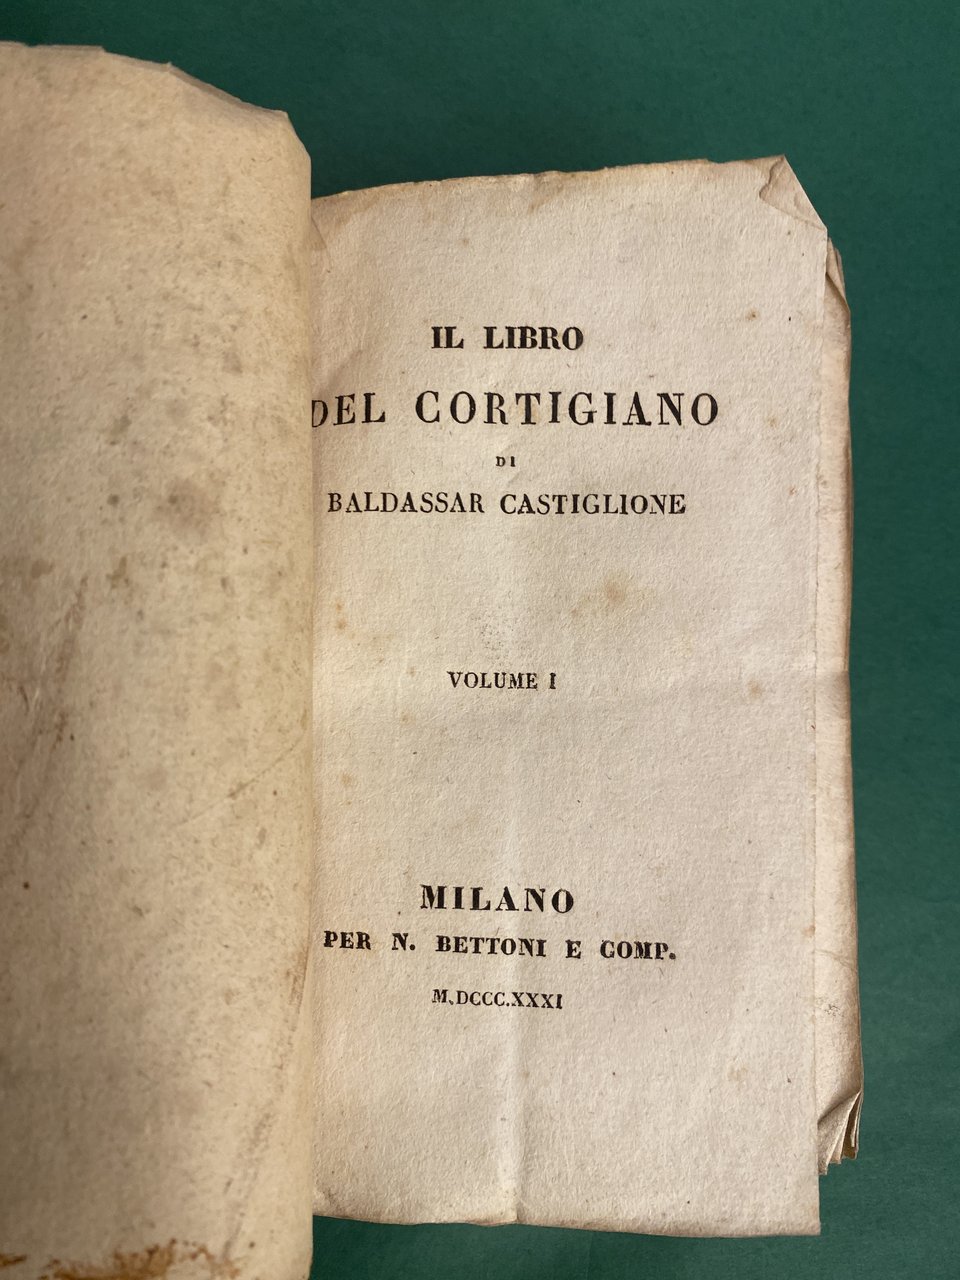 IL LIBRO
DEL CORTIGIANO
DI
BALDASSAR CASTIGLIONE
VOLUME I
MILANO
PER N. BETTONI E COMP.
M.DCCC.XXXI